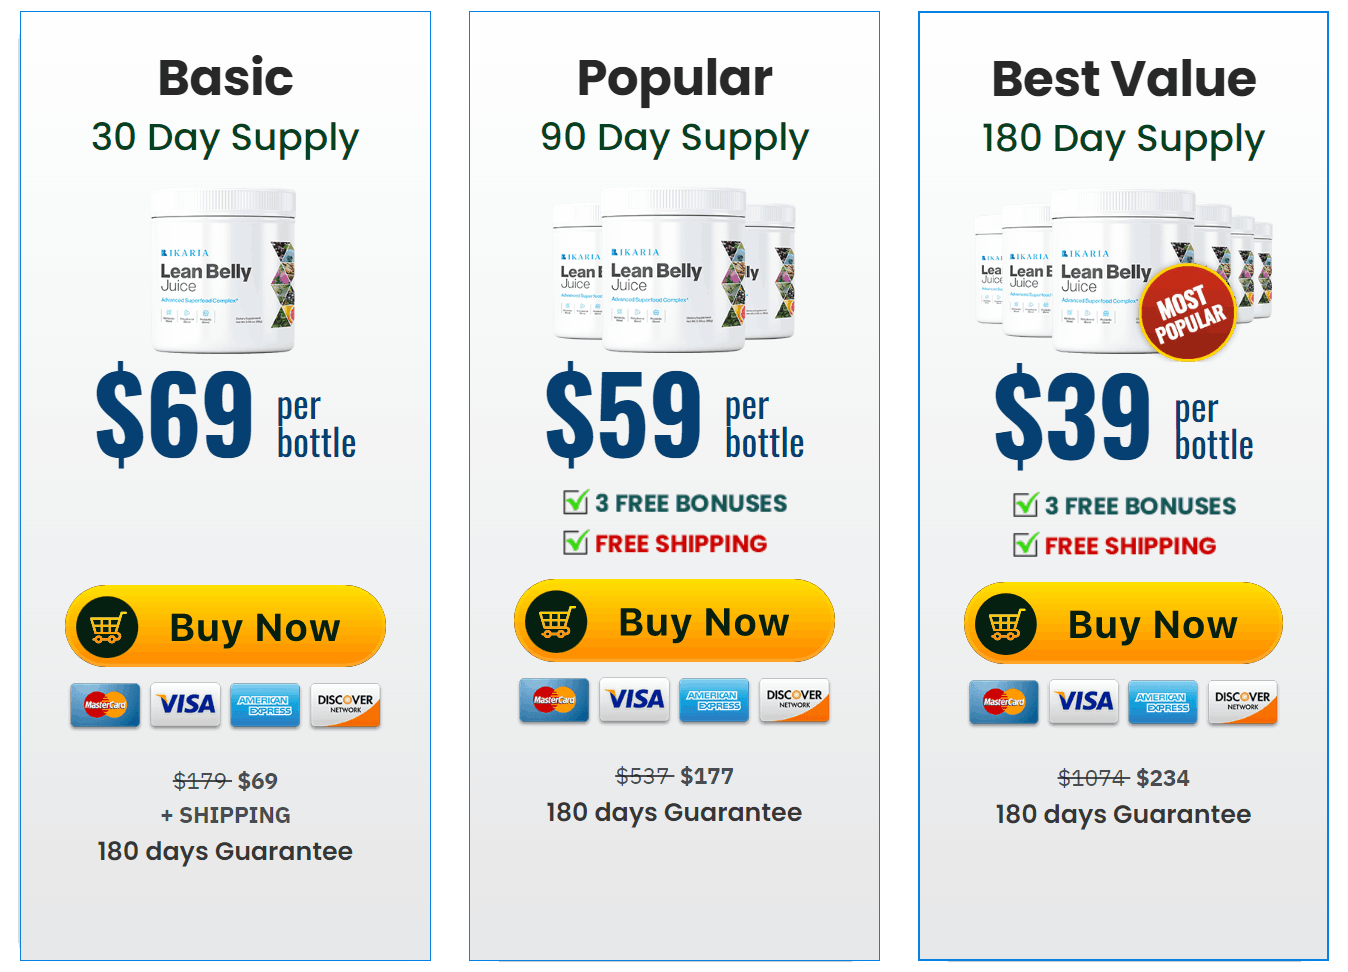 Basic
30 Day Supply
IKARIA
Lean Belly
Juice
Advanced Superfood Complex*
$69 per
bottle
Buy Now
MasterCard
VISA
AMERICAN
EXPRESS
DISCOVER
NETWORK
$179 $69
+ SHIPPING
180 days Guarantee
Popular
90 Day Supply
IKARIA
Lean B
IKARIA
Lean Belly
Juice
Advanced Superfood Complex*
lly
$59 per
bottle
3 FREE BONUSES
FREE SHIPPING
Buy Now
MasterCard
VISA
AMERICAN
EXPRESS
DISCOVER
NETWORK
$537 $177
180 days Guarantee
Best Value
180 Day Supply
IKARIA
Lean Belly
Juice
Advanced Superfood Complex*
MOST
POPULAR
$39 per
bottle
3 FREE BONUSES
FREE SHIPPING
Buy Now
MasterCard
VISA
AMERICAN
EXPRESS
DISCOVER
NETWORK
$1074 $234
180 days Guarantee